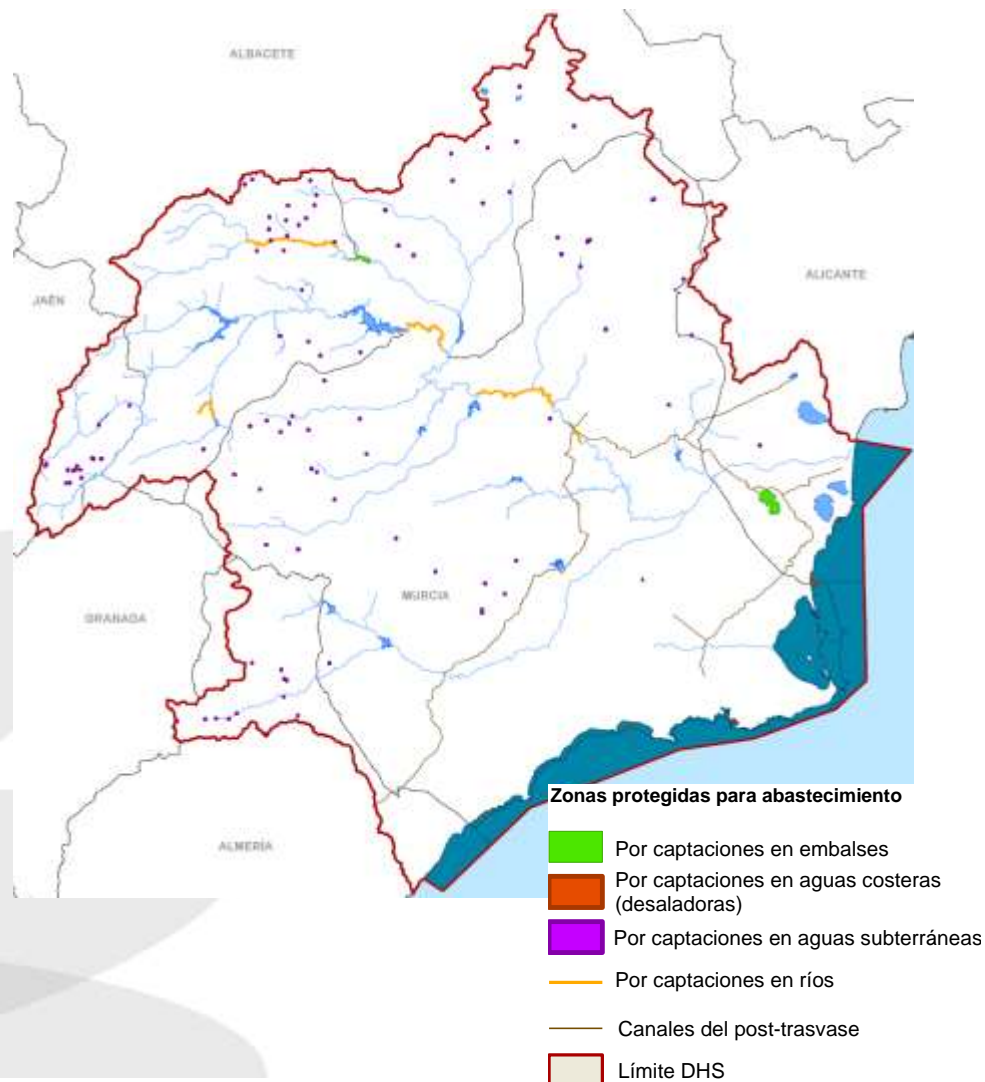 ALBACETE
ALICANTE
JAÉN
MURCIA
GRANADA
ALMERÍA
Zonas protegidas para abastecimiento
Por captaciones en embalses
Por captaciones en aguas costeras
(desaladoras)
Por captaciones en aguas subterráneas
Por captaciones en ríos
Canales del post-trasvase
Límite DHS